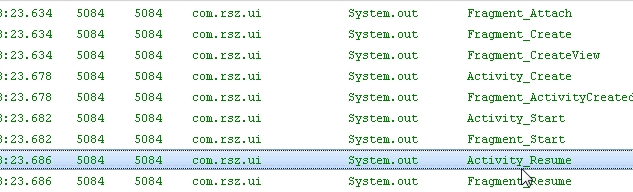 3:23.634 5084 5084 com.rsz.ui System.out Fragment_Attach
3:23.634 5084 5084 com.rsz.ui System.out Fragment_Create
3:23.634 5084 5084 com.rsz.ui System.out Fragment_CreateView
3:23.678 5084 5084 com.rsz.ui System.out Activity_Create
3:23.678 5084 5084 com.rsz.ui System.out Fragment_ActivityCreated
3:23.682 5084 5084 com.rsz.ui System.out Activity_Start
3:23.682 5084 5084 com.rsz.ui System.out Fragment_Start
3:23.686 5084 5084 com.rsz.ui System.out Activity_Resume
3:23.686 5084 5084 com.rsz.ui System.out Fragment_Resume